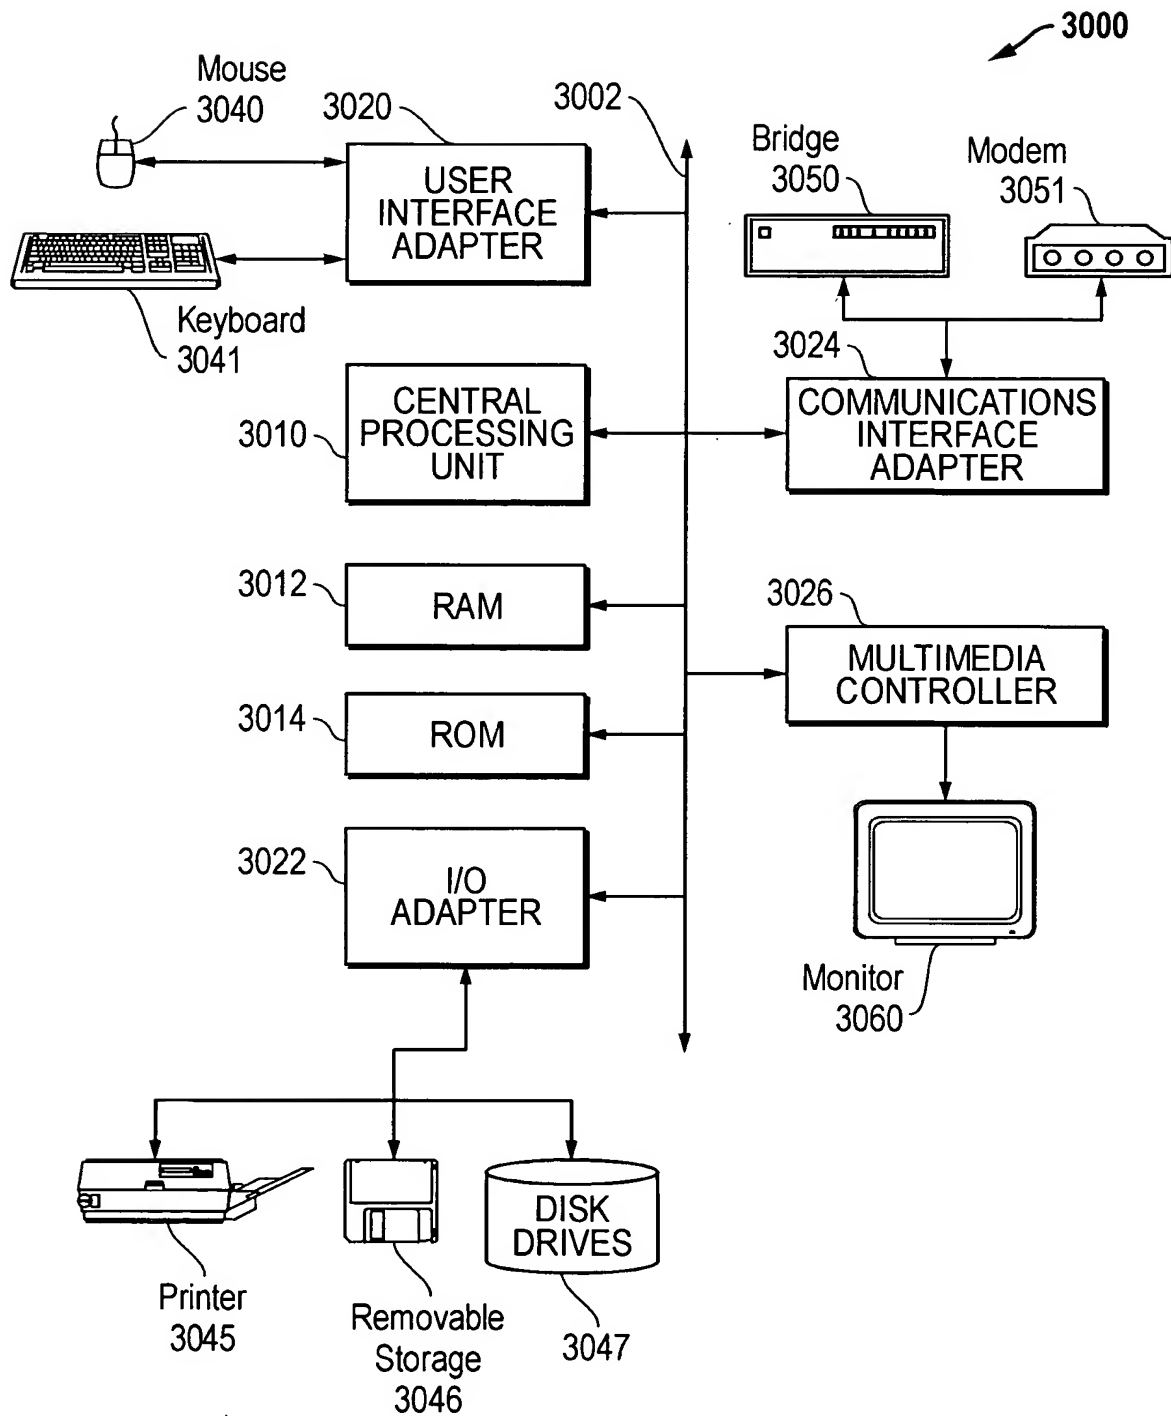 3000
Mouse
3040
3020
3002
USER
INTERFACE
ADAPTER
Bridge
3050
Modem
3051
Keyboard
3041
3010
CENTRAL
PROCESSING
UNIT
3024
COMMUNICATIONS
INTERFACE
ADAPTER
3012
RAM
3026
MULTIMEDIA
CONTROLLER
3014
ROM
3022
I/O
ADAPTER
Monitor
3060
DISK
DRIVES
Printer
3045
Removable
Storage
3046
3047